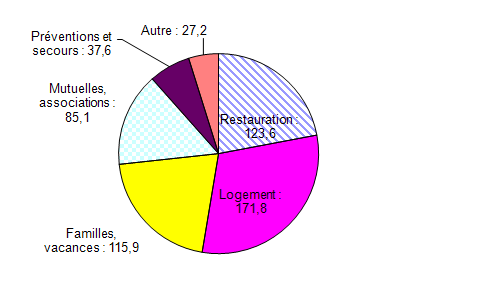 Autre : 27,2
Préventions et
secours : 37,6
Mutuelles,
associations :
85,1
Restauration :
123,6
Logement :
171,8
Familles,
vacances : 115,9